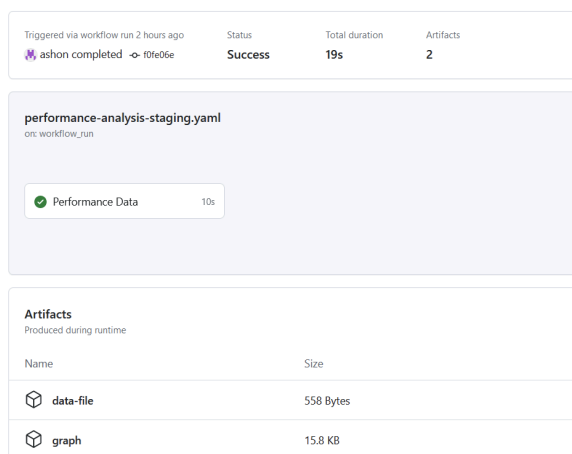 Triggered via workflow run 2 hours ago Status Total duration Artifacts
ashon completed f0fe06e Success 19s 2
performance-analysis-staging.yaml
on: workflow_run
Performance Data 10s
Artifacts
Produced during runtime
Name Size
data-file 558 Bytes
graph 15.8 KB